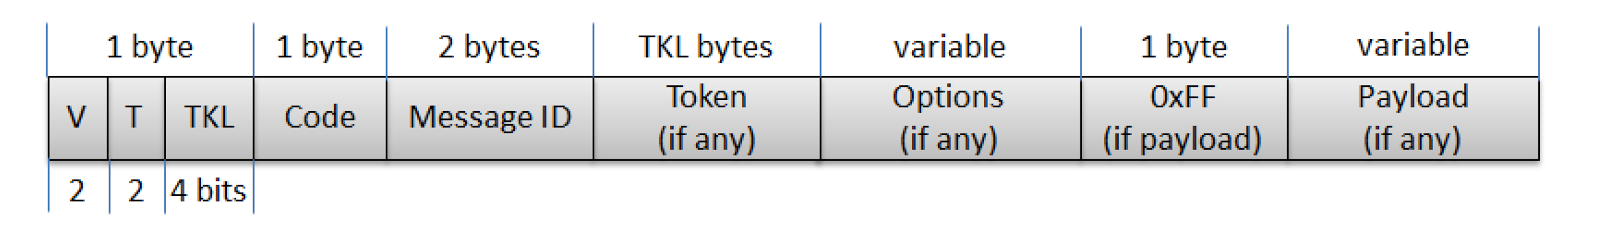 1 byte 1 byte 2 bytes TKL bytes variable 1 byte variable
V T TKL Code Message ID Token (if any) Options (if any) 0xFF (if payload) Payload (if any)
2 2 4 bits